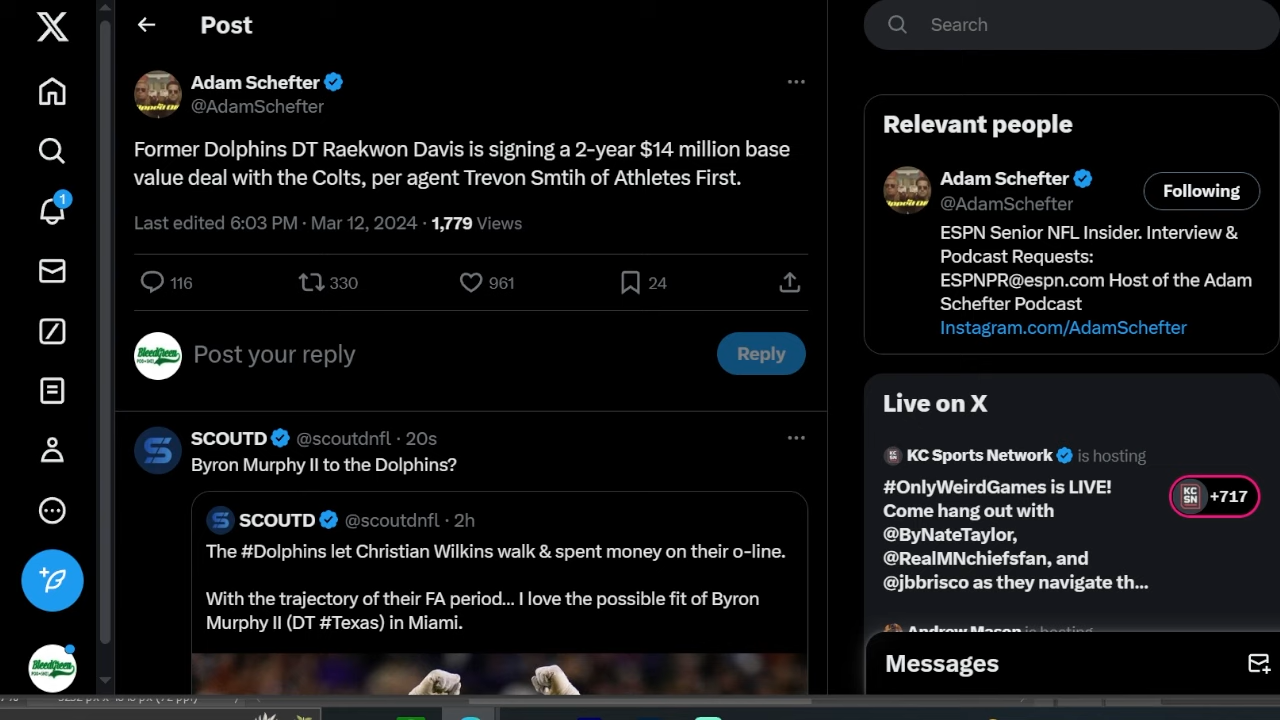 Post
Search
Adam Schefter
@AdamSchefter
Former Dolphins DT Raekwon Davis is signing a 2-year $14 million base
value deal with the Colts, per agent Trevon Smtih of Athletes First.
Last edited 6:03 PM · Mar 12, 2024 · 1,779 Views
116 330 961 24
BleedGreen
Post your reply
Reply
SCOUTD @scoutdnfl · 20s
Byron Murphy II to the Dolphins?
SCOUTD @scoutdnfl · 2h
The #Dolphins let Christian Wilkins walk & spent money on their o-line.
With the trajectory of their FA period... I love the possible fit of Byron
Murphy II (DT #Texas) in Miami.
Relevant people
Adam Schefter
@AdamSchefter
Following
ESPN Senior NFL Insider. Interview &
Podcast Requests:
ESPNPR@espn.com Host of the Adam
Schefter Podcast
Instagram.com/AdamSchefter
Live on X
KC Sports Network is hosting
#OnlyWeirdGames is LIVE!
Come hang out with
@ByNateTaylor,
@RealMNchiefsfan, and
@jbbrisco as they navigate th...
KC
SN
+717
Andrew Mason is hosting
Messages
1
BleedGreen